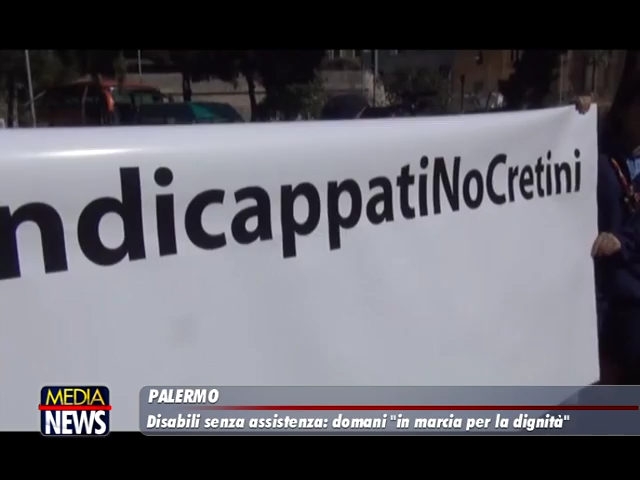 ndicappatiNoCretini
MEDIA
NEWS
PALERMO
Disabili senza assistenza: domani "in marcia per la dignità"